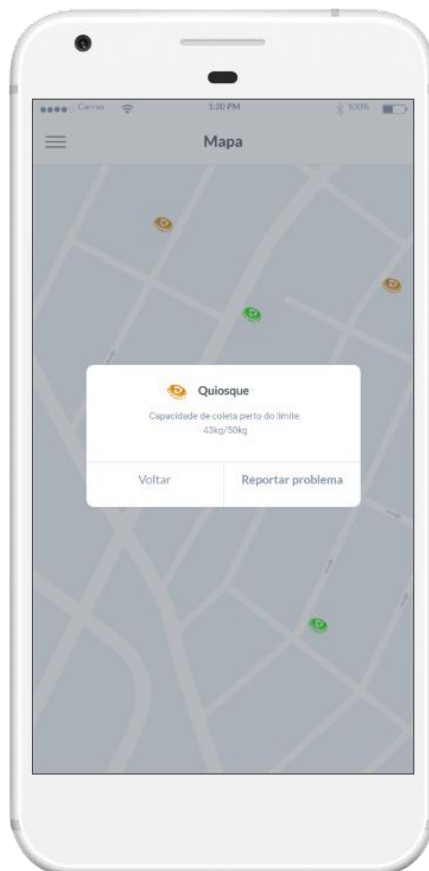 Carrier 1:20 PM 100%
Mapa
Quiosque
Capacidade de coleta perto do limite.
43kg/50kg
Voltar Reportar problema